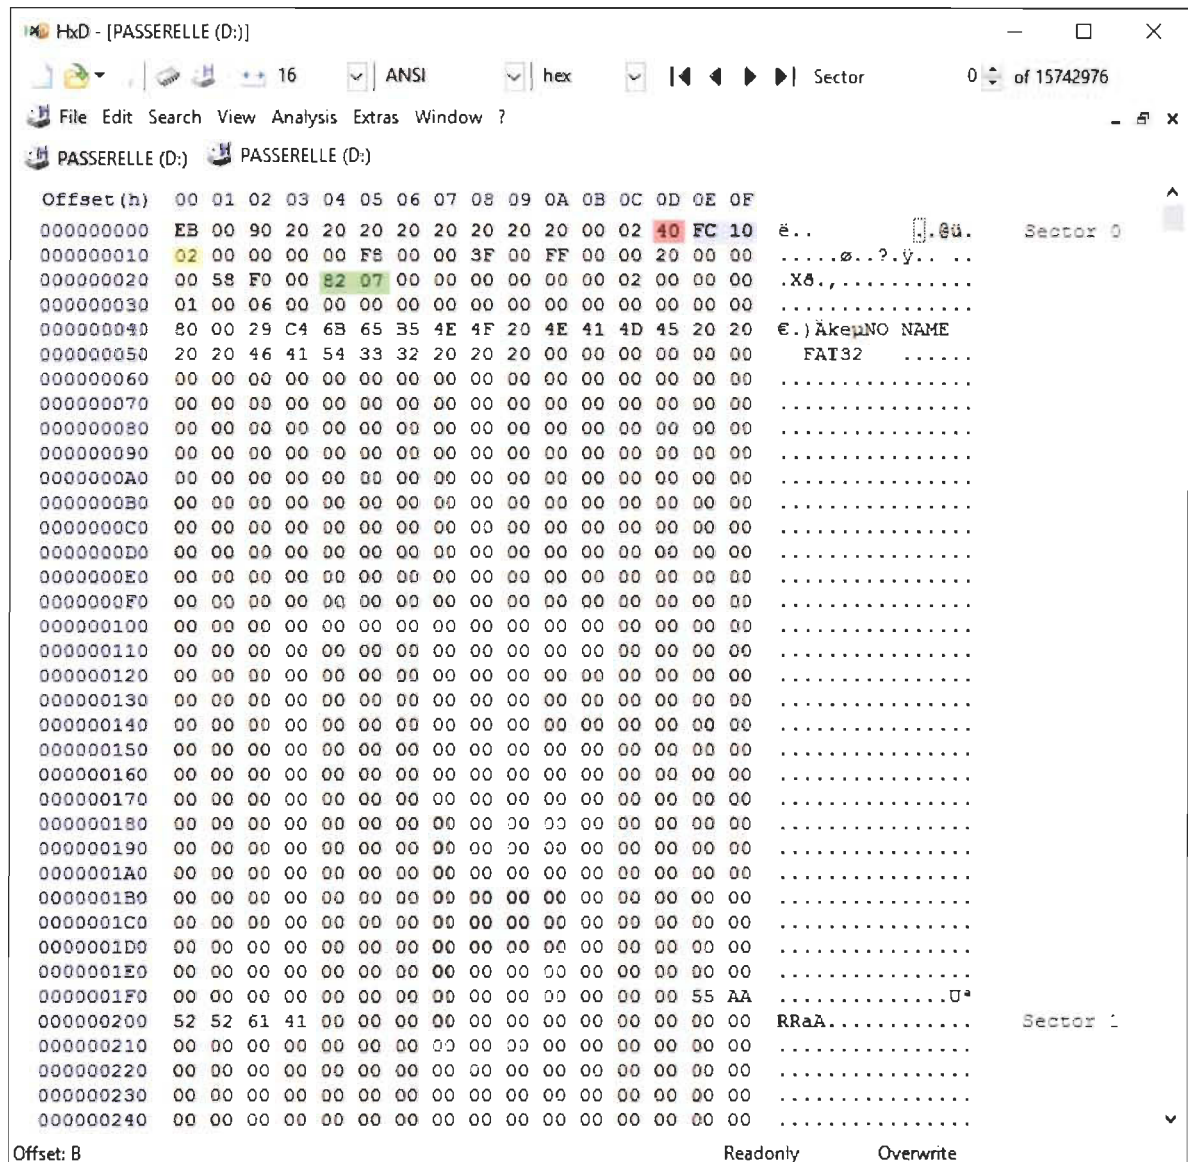 HxD - [PASSERELLE (D:)]
16 ANSI hex Sector 0 of 15742976
File Edit Search View Analysis Extras Window ?
PASSERELLE (D:) PASSERELLE (D:)
Offset(h) 00 01 02 03 04 05 06 07 08 09 0A 0B 0C 0D 0E 0F
000000000 EB 00 90 20 20 20 20 20 20 20 20 00 02 40 FC 10 ë.. ..@ü. Sector 0
000000010 02 00 00 00 00 F8 00 00 3F 00 FF 00 00 20 00 00 .....ø..?.ÿ.. ..
000000020 00 58 F0 00 82 07 00 00 00 00 00 00 02 00 00 00 .Xð.,...........
000000030 01 00 06 00 00 00 00 00 00 00 00 00 00 00 00 00 ................
000000040 80 00 29 C4 6B 65 B5 4E 4F 20 4E 41 4D 45 20 20 €.)ÄkeµNO NAME
000000050 20 20 46 41 54 33 32 20 20 20 00 00 00 00 00 00 FAT32 ......
000000060 00 00 00 00 00 00 00 00 00 00 00 00 00 00 00 00 ................
000000070 00 00 00 00 00 00 00 00 00 00 00 00 00 00 00 00 ................
000000080 00 00 00 00 00 00 00 00 00 00 00 00 00 00 00 00 ................
000000090 00 00 00 00 00 00 00 00 00 00 00 00 00 00 00 00 ................
0000000A0 00 00 00 00 00 00 00 00 00 00 00 00 00 00 00 00 ................
0000000B0 00 00 00 00 00 00 00 00 00 00 00 00 00 00 00 00 ................
0000000C0 00 00 00 00 00 00 00 00 00 00 00 00 00 00 00 00 ................
0000000D0 00 00 00 00 00 00 00 00 00 00 00 00 00 00 00 00 ................
0000000E0 00 00 00 00 00 00 00 00 00 00 00 00 00 00 00 00 ................
0000000F0 00 00 00 00 00 00 00 00 00 00 00 00 00 00 00 00 ................
000000100 00 00 00 00 00 00 00 00 00 00 00 00 00 00 00 00 ................
000000110 00 00 00 00 00 00 00 00 00 00 00 00 00 00 00 00 ................
000000120 00 00 00 00 00 00 00 00 00 00 00 00 00 00 00 00 ................
000000130 00 00 00 00 00 00 00 00 00 00 00 00 00 00 00 00 ................
000000140 00 00 00 00 00 00 00 00 00 00 00 00 00 00 00 00 ................
000000150 00 00 00 00 00 00 00 00 00 00 00 00 00 00 00 00 ................
000000160 00 00 00 00 00 00 00 00 00 00 00 00 00 00 00 00 ................
000000170 00 00 00 00 00 00 00 00 00 00 00 00 00 00 00 00 ................
000000180 00 00 00 00 00 00 00 00 00 00 00 00 00 00 00 00 ................
000000190 00 00 00 00 00 00 00 00 00 00 00 00 00 00 00 00 ................
0000001A0 00 00 00 00 00 00 00 00 00 00 00 00 00 00 00 00 ................
0000001B0 00 00 00 00 00 00 00 00 00 00 00 00 00 00 00 00 ................
0000001C0 00 00 00 00 00 00 00 00 00 00 00 00 00 00 00 00 ................
0000001D0 00 00 00 00 00 00 00 00 00 00 00 00 00 00 00 00 ................
0000001E0 00 00 00 00 00 00 00 00 00 00 00 00 00 00 00 00 ................
0000001F0 00 00 00 00 00 00 00 00 00 00 00 00 00 00 55 AA ..............Uª
000000200 52 52 61 41 00 00 00 00 00 00 00 00 00 00 00 00 RRaA............ Sector 1
000000210 00 00 00 00 00 00 00 00 00 00 00 00 00 00 00 00 ................
000000220 00 00 00 00 00 00 00 00 00 00 00 00 00 00 00 00 ................
000000230 00 00 00 00 00 00 00 00 00 00 00 00 00 00 00 00 ................
000000240 00 00 00 00 00 00 00 00 00 00 00 00 00 00 00 00 ................
Offset: B Readonly Overwrite